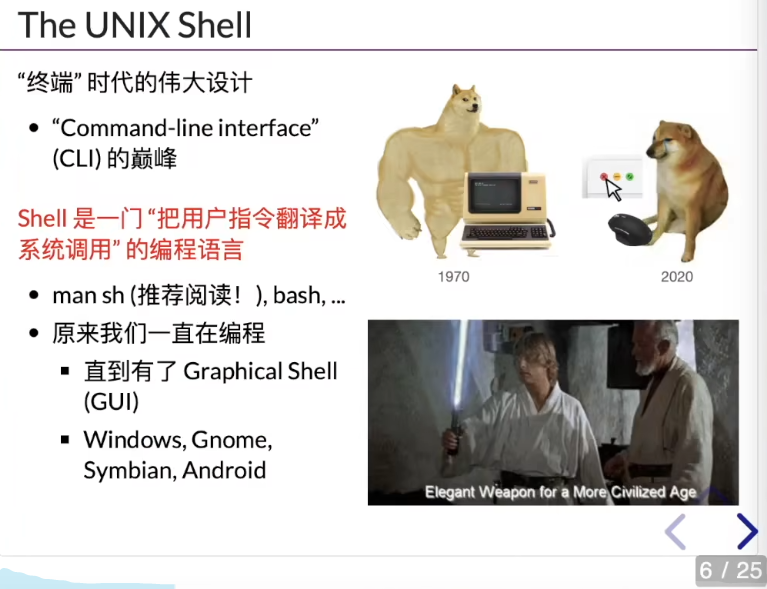 The UNIX Shell
“终端” 时代的伟大设计
“Command-line interface”
(CLI) 的巅峰
Shell 是一门 “把用户指令翻译成
系统调用” 的编程语言
man sh (推荐阅读！), bash, ...
原来我们一直在编程
直到有了 Graphical Shell
(GUI)
Windows, Gnome,
Symbian, Android
1970
2020
Elegant Weapon for a More Civilized Age
6 / 25